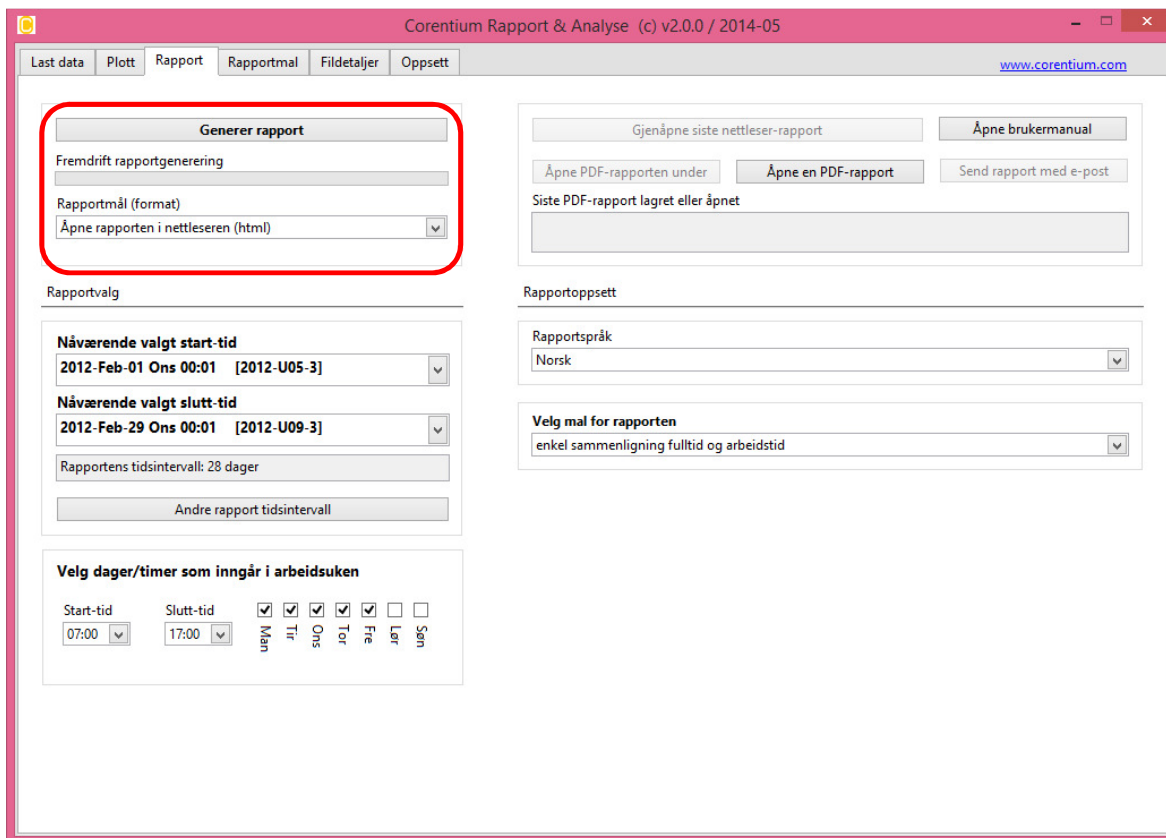 Corentium Rapport & Analyse (c) v2.0.0 / 2014-05
Last data Plott Rapport Rapportmal Fildetaljer Oppsett
www.corentium.com
Generer rapport
Fremdrift rapportgenerering
Rapportmål (format)
Åpne rapporten i nettleseren (html)
Gjenåpne siste nettleser-rapport
Åpne brukermanual
Åpne PDF-rapporten under
Åpne en PDF-rapport
Send rapport med e-post
Siste PDF-rapport lagret eller åpnet
Rapportvalg
Nåværende valgt start-tid
2012-Feb-01 Ons 00:01 [2012-U05-3]
Nåværende valgt slutt-tid
2012-Feb-29 Ons 00:01 [2012-U09-3]
Rapportens tidsintervall: 28 dager
Andre rapport tidsintervall
Velg dager/timer som inngår i arbeidsuken
Start-tid Slutt-tid
07:00 17:00
Man Tir Ons Tor Fre Lør Søn
Rapportoppsett
Rapportspråk
Norsk
Velg mal for rapporten
enkel sammenligning fulltid og arbeidstid